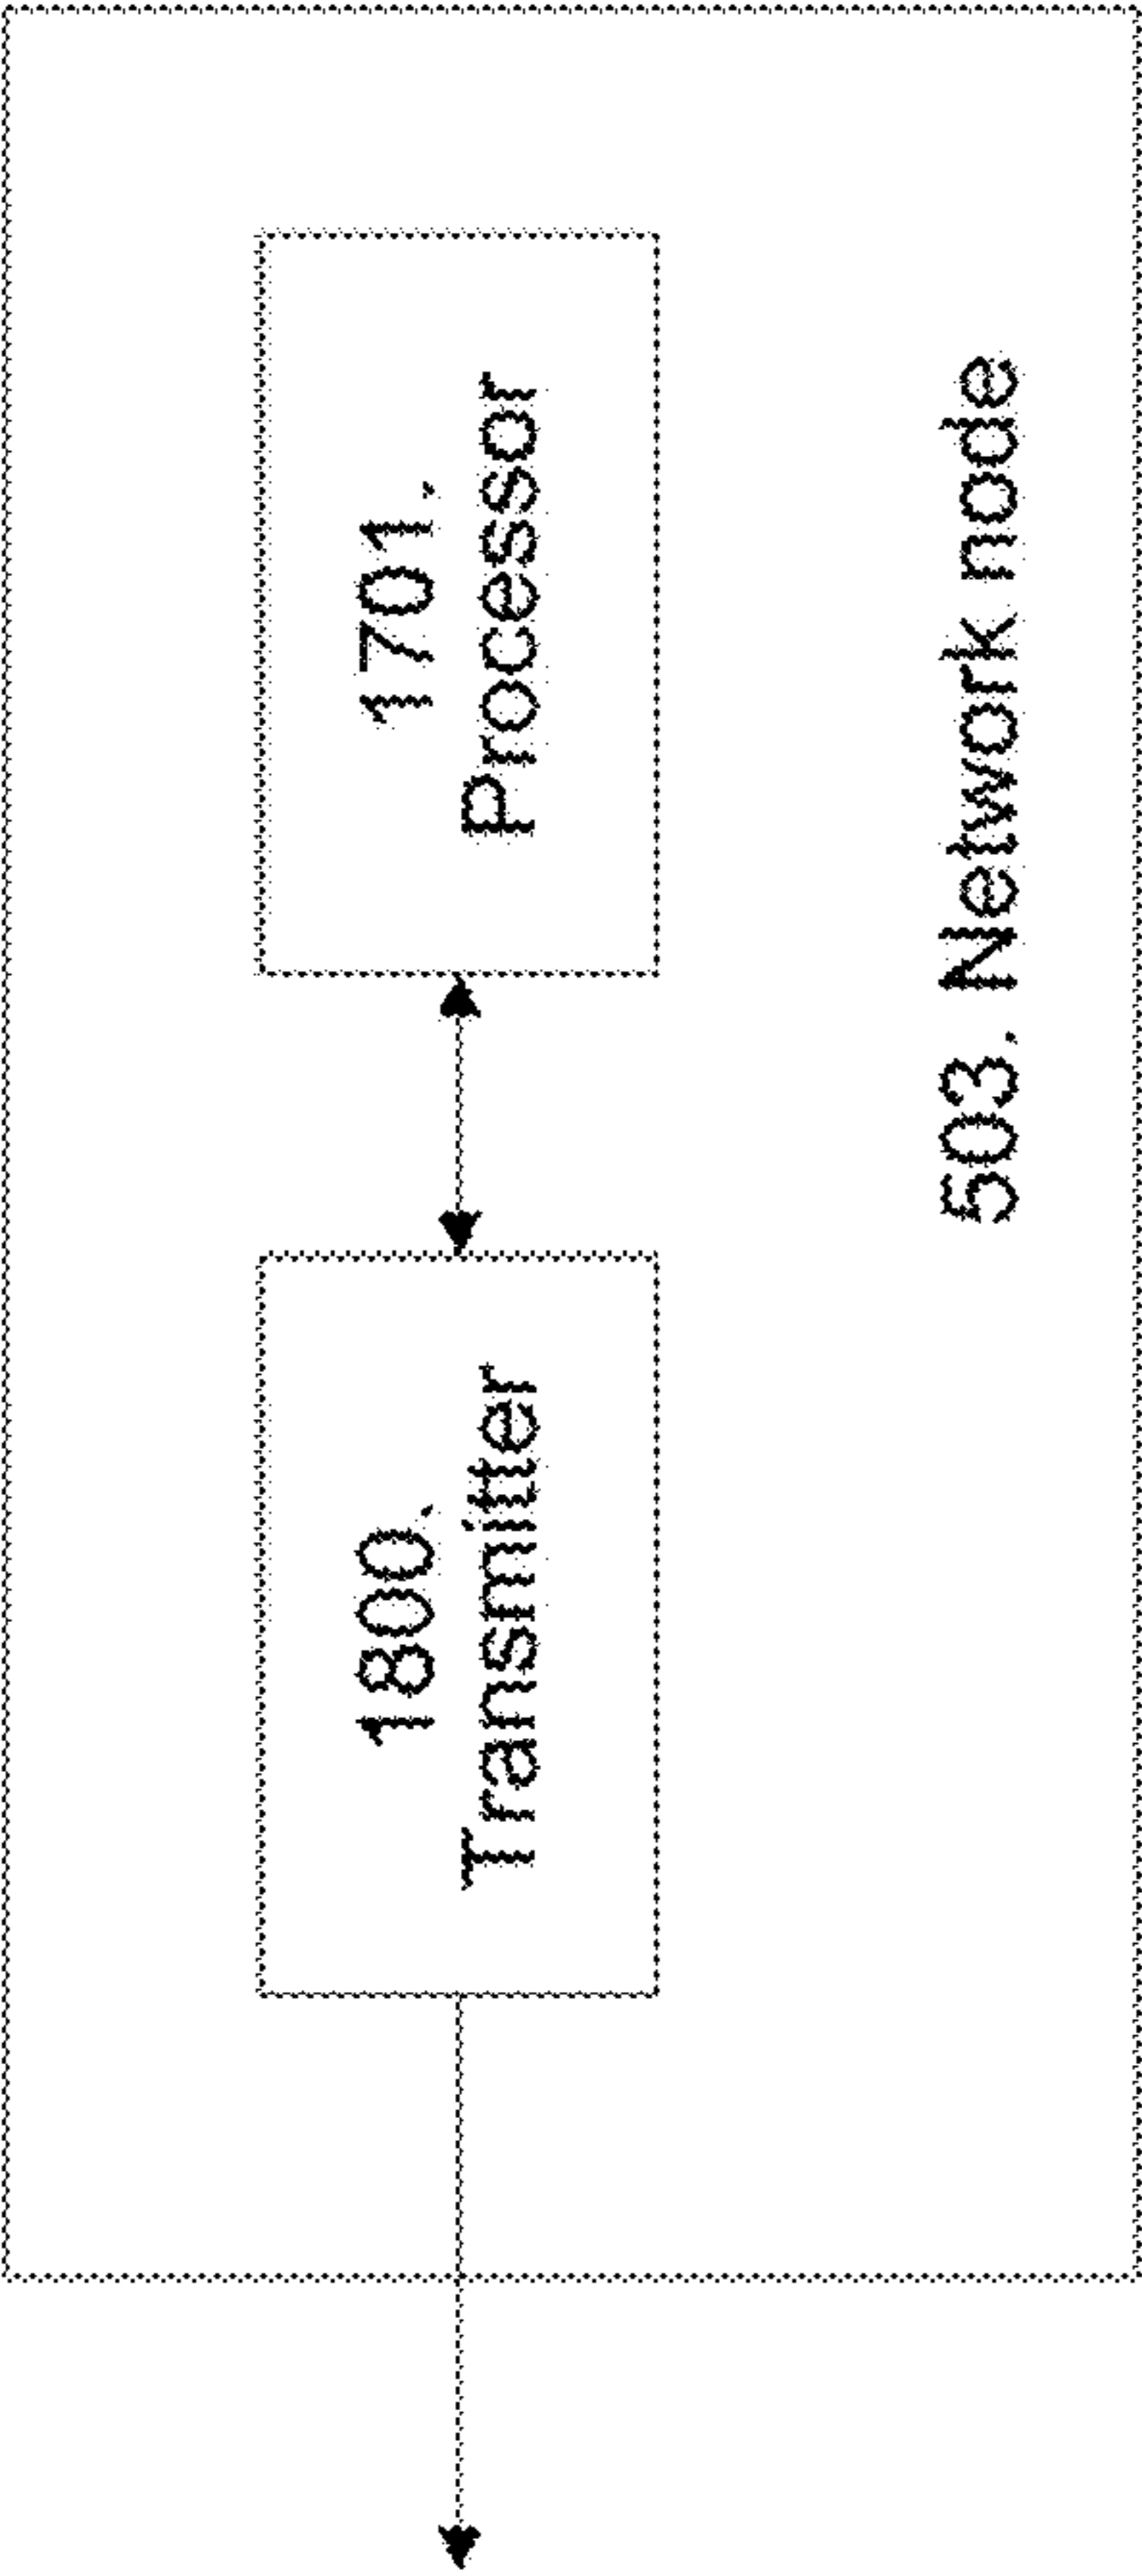 1800.
Transmitter
1701.
Processor
503. Network node